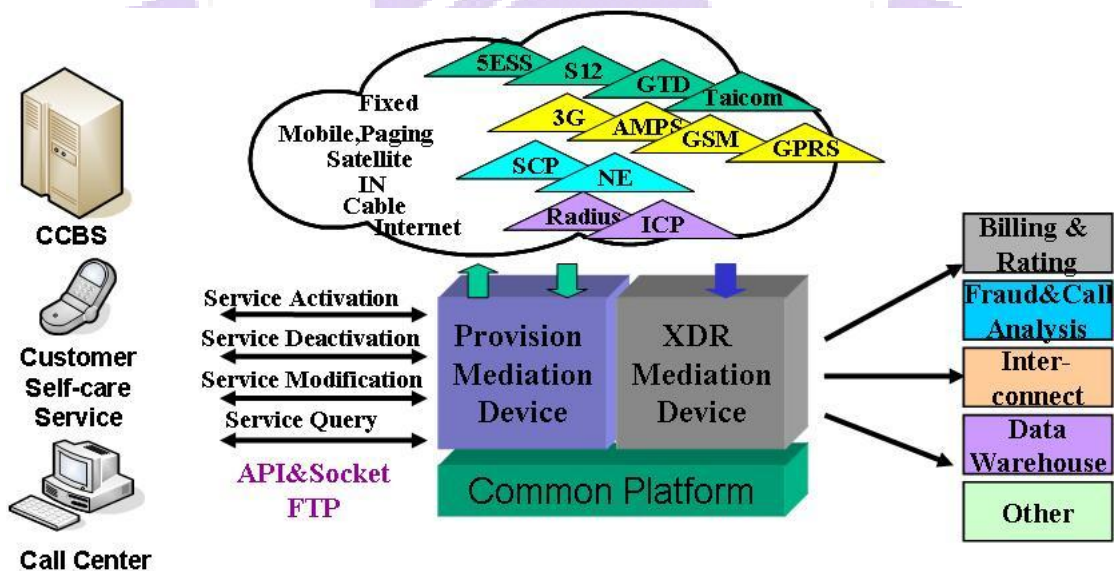 5ESS
S12
GTD
Taicom
Fixed
3G
AMPS
GSM
GPRS
Mobile,Paging
Satellite
SCP
NE
IN
Cable
Radius
ICP
Internet
CCBS
Customer
Self-care
Service
Call Center
Service Activation
Service Deactivation
Service Modification
Service Query
API&Socket
FTP
Provision
Mediation
Device
XDR
Mediation
Device
Common Platform
Billing &
Rating
Fraud&Call
Analysis
Inter-
connect
Data
Warehouse
Other